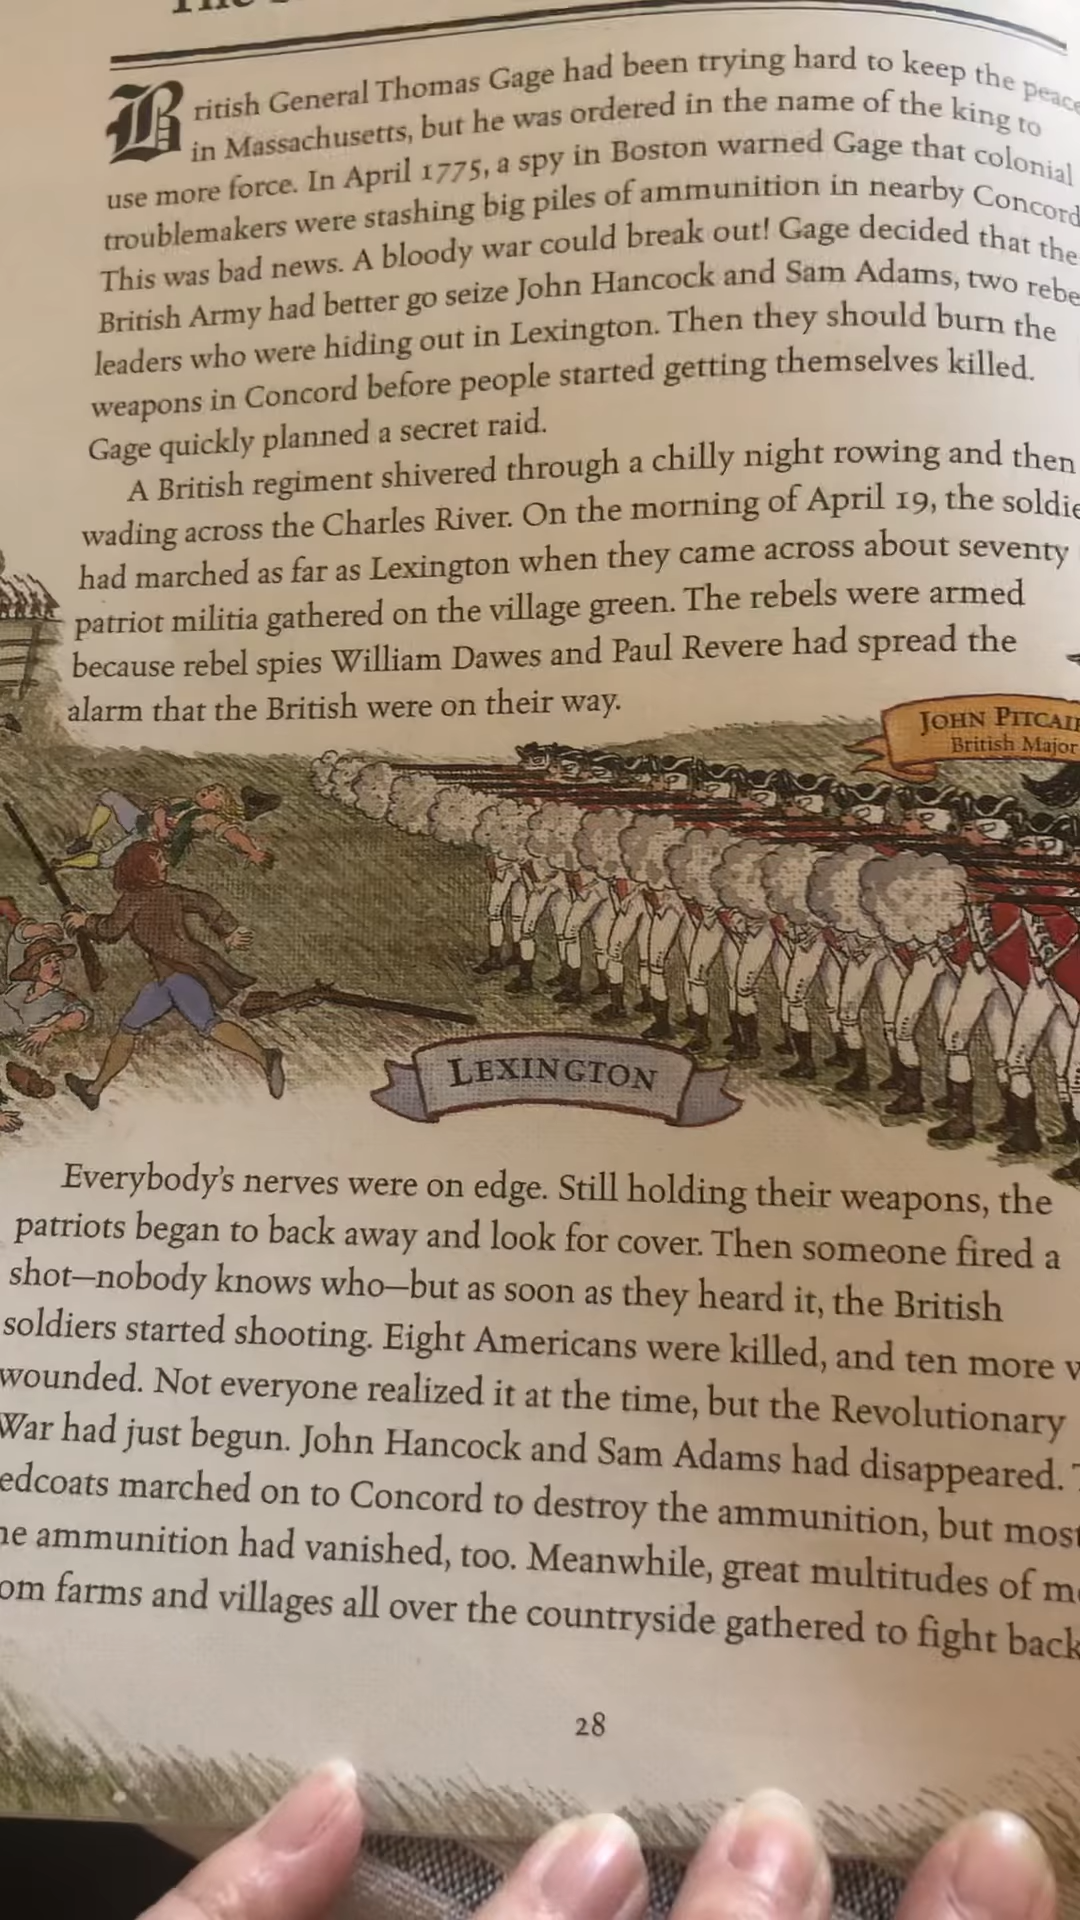 British General Thomas Gage had been trying hard to keep the peace
in Massachusetts, but he was ordered in the name of the king to
use more force. In April 1775, a spy in Boston warned Gage that colonial
troublemakers were stashing big piles of ammunition in nearby Concord
This was bad news. A bloody war could break out! Gage decided that the
British Army had better go seize John Hancock and Sam Adams, two
leaders who were hiding out in Lexington. Then they should burn the
weapons in Concord before people started getting themselves killed.
Gage quickly planned a secret raid.
A British regiment shivered through a chilly night rowing and then
wading across the Charles River. On the morning of April 19, the
had marched as far as Lexington when they came across about seventy
patriot militia gathered on the village green. The rebels were armed
because rebel spies William Dawes and Paul Revere had spread the
alarm that the British were on their way.
JOHN
British Major
LEXINGTON
Everybody's nerves were on edge. Still holding their weapons, the
patriots began to back away and look for cover. Then someone fired a
shot—nobody knows who—but as soon as they heard it, the British
soldiers started shooting. Eight Americans were killed, and ten more
wounded. Not everyone realized it at the time, but the Revolutionary
War had just begun. John Hancock and Sam Adams had disappeared.
marched on to Concord to destroy the ammunition, but most
ammunition had vanished, too. Meanwhile, great multitudes of
farms and villages all over the countryside gathered to fight back
28